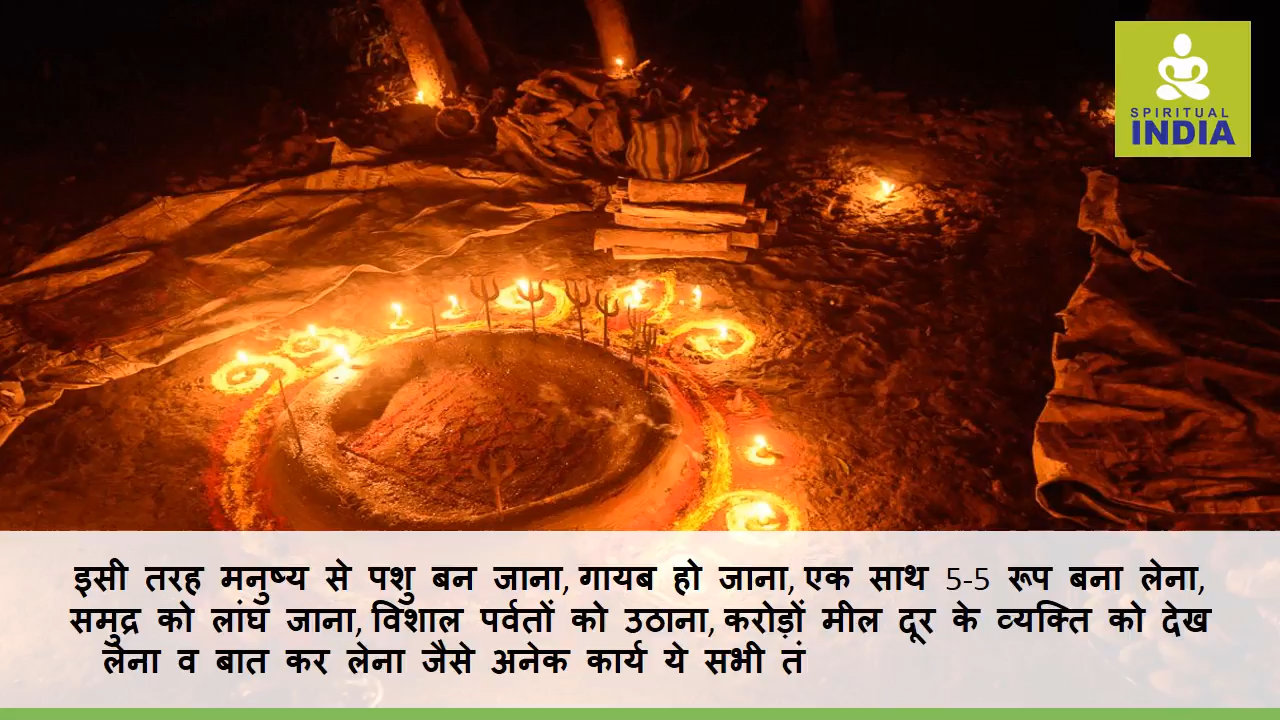 SPIRITUAL
INDIA
इसी तरह मनुष्य से पशु बन जाना, गायब हो जाना, एक साथ 5-5 रूप बना लेना,
समुद्र को लांघ जाना, विशाल पर्वतों को उठाना, करोड़ों मील दूर के व्यक्ति को देख
लेना व बात कर लेना जैसे अनेक कार्य ये सभी तं